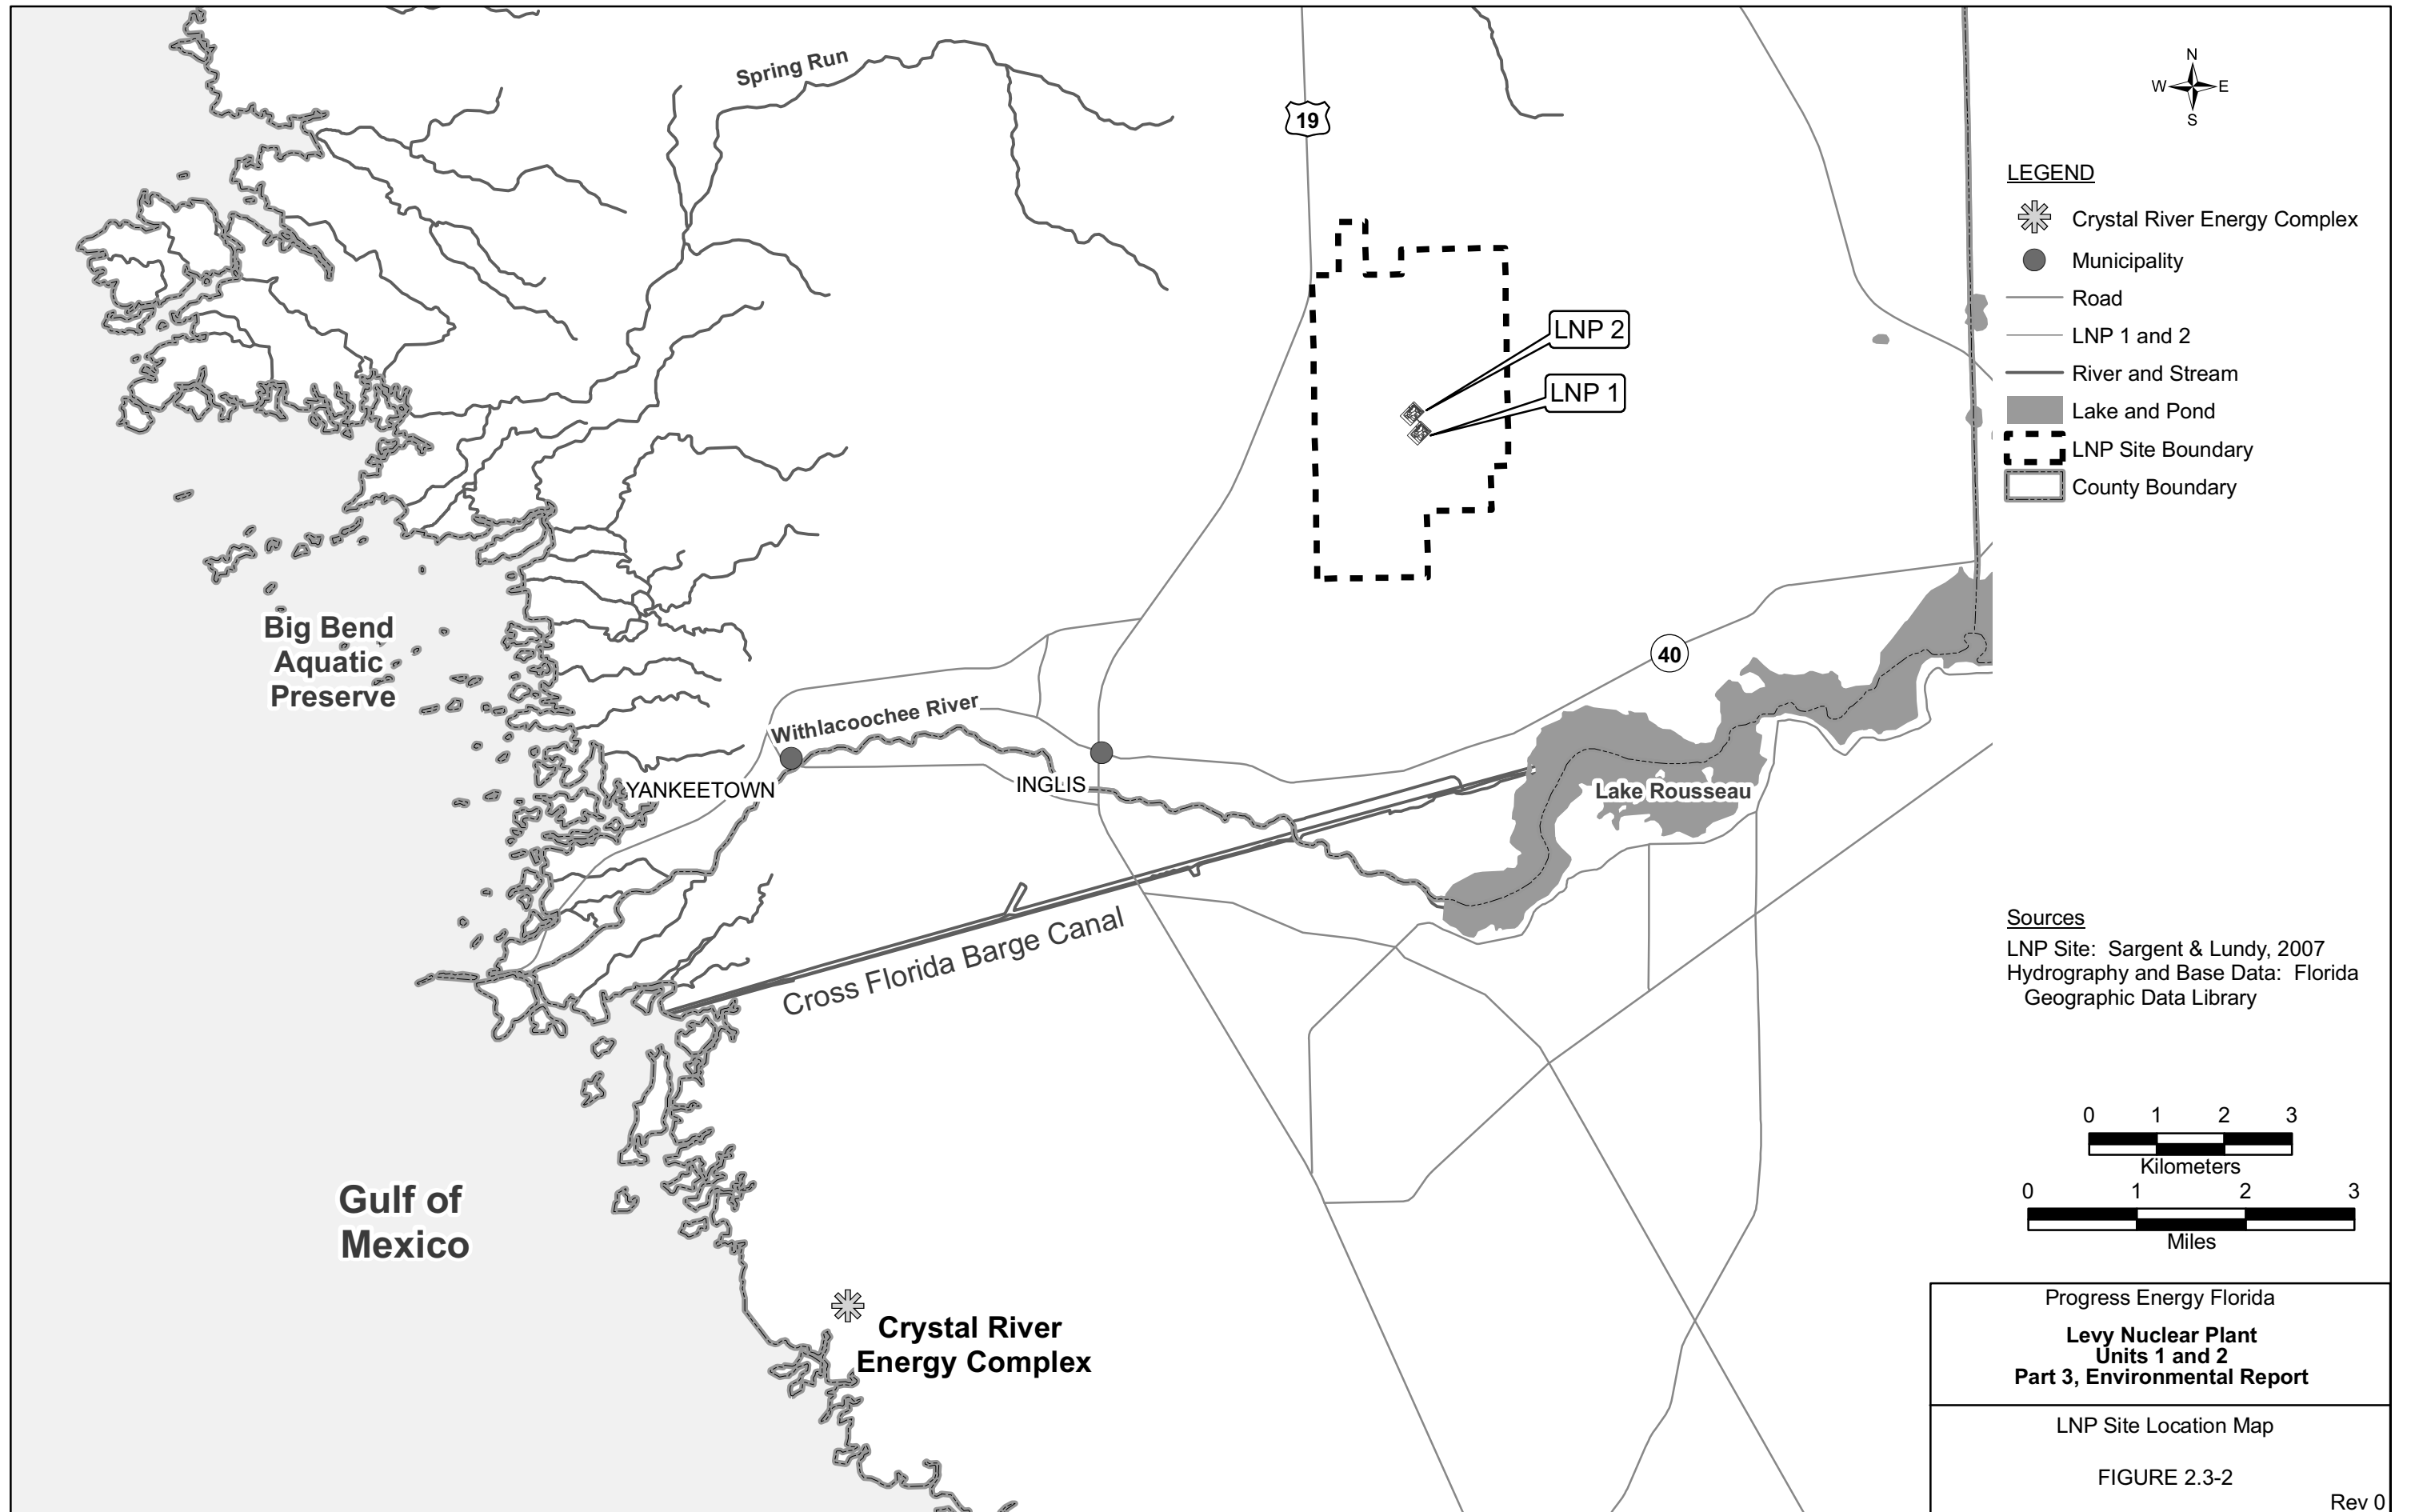 Spring Run
19
N
W E
S
LEGEND
Crystal River Energy Complex
Municipality
Road
LNP 1 and 2
River and Stream
Lake and Pond
LNP Site Boundary
County Boundary
LNP 2
LNP 1
Big Bend
Aquatic
Preserve
40
Withlacoochee River
YANKEETOWN
INGLIS
Lake Rousseau
Cross Florida Barge Canal
Sources
LNP Site: Sargent & Lundy, 2007
Hydrography and Base Data: Florida
Geographic Data Library
0 1 2 3
Kilometers
0 1 2 3
Miles
Gulf of
Mexico
Crystal River
Energy Complex
Progress Energy Florida
Levy Nuclear Plant
Units 1 and 2
Part 3, Environmental Report
LNP Site Location Map
FIGURE 2.3-2
Rev 0